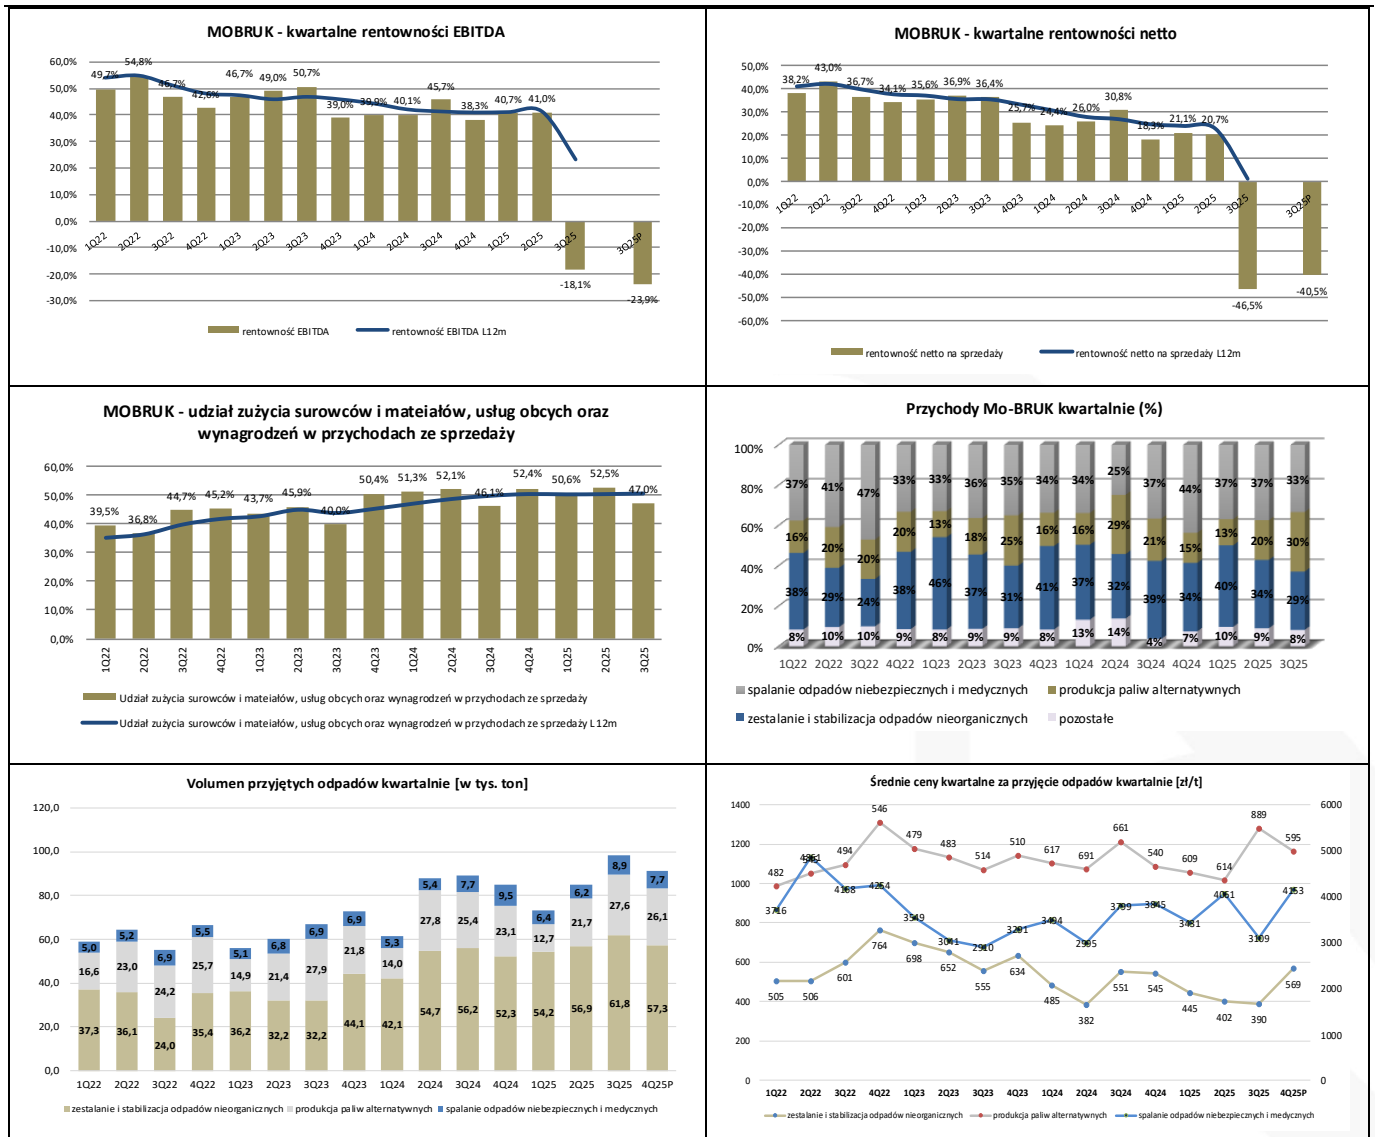 MOBRUK - kwartalne rentowności EBITDA
60,0%
50,0%
40,0%
30,0%
20,0%
10,0%
0,0%
-10,0%
-20,0%
-30,0%
49,7% 54,8% 46,7% 42,6% 46,7% 49,0% 50,7% 39,0% 39,9% 40,1% 45,7% 38,3% 40,7% 41,0% -18,1% -23,9%
1Q22 2Q22 3Q22 4Q22 1Q23 2Q23 3Q23 4Q23 1Q24 2Q24 3Q24 4Q24 1Q25 2Q25 3Q25 3Q25P
rentowność EBITDA rentowność EBITDA L12m
MOBRUK - kwartalne rentowności netto
50,0%
40,0%
30,0%
20,0%
10,0%
0,0%
-10,0%
-20,0%
-30,0%
-40,0%
-50,0%
-60,0%
38,2% 43,0% 36,7% 34,1% 35,6% 36,9% 36,4% 25,7% 24,4% 26,0% 30,8% 18,3% 21,1% 20,7% -46,5% -40,5%
1Q22 2Q22 3Q22 4Q22 1Q23 2Q23 3Q23 4Q23 1Q24 2Q24 3Q24 4Q24 1Q25 2Q25 3Q25 3Q25P
rentowność netto na sprzedaży rentowność netto na sprzedaży L12m
MOBRUK - udział zużycia surowców i mateiałów, usług obcych oraz
wynagrodzeń w przychodach ze sprzedaży
60,0%
50,0%
40,0%
30,0%
20,0%
10,0%
0,0%
39,5% 36,8% 44,7% 45,2% 43,7% 45,9% 40,0% 50,4% 51,3% 52,1% 46,1% 52,4% 50,6% 52,5% 47,0%
1Q22 2Q22 3Q22 4Q22 1Q23 2Q23 3Q23 4Q23 1Q24 2Q24 3Q24 4Q24 1Q25 2Q25 3Q25
Udział zużycia surowców i mateiałów, usług obcych oraz wynagrodzeń w przychodach ze sprzedaży
Udział zużycia surowców i mateiałów, usług obcych oraz wynagrodzeń w przychodach ze sprzedaży L12m
Przychody Mo-BRUK kwartalnie (%)
100%
80%
60%
40%
20%
0%
37% 41% 47% 33% 33% 36% 35% 34% 34% 25% 37% 44% 37% 37% 33%
16% 20% 20% 20% 13% 18% 25% 16% 16% 29% 21% 15% 13% 20% 30%
38% 29% 24% 38% 46% 37% 31% 41% 37% 32% 39% 34% 40% 34% 29%
8% 10% 10% 9% 8% 9% 9% 8% 13% 14% 4% 7% 10% 9% 8%
1Q22 2Q22 3Q22 4Q22 1Q23 2Q23 3Q23 4Q23 1Q24 2Q24 3Q24 4Q24 1Q25 2Q25 3Q25
spalanie odpadów niebezpiecznych i medycznych produkcja paliw alternatywnych
zestalanie i stabilizacja odpadów nieorganicznych pozostałe
Volumen przyjętych odpadów kwartalnie [w tys. ton]
120,0
100,0
80,0
60,0
40,0
20,0
0,0
5,0 5,2 6,9 5,5 5,1 6,8 6,9 6,9 5,3 5,4 7,7 9,5 6,4 6,2 8,9 7,7
16,6 23,0 24,2 25,7 14,9 21,4 27,9 21,8 14,0 27,8 25,4 23,1 12,7 21,7 27,6 26,1
37,3 36,1 24,0 35,4 36,2 32,2 32,2 44,1 42,1 54,7 56,2 52,3 54,2 56,9 61,8 57,3
1Q22 2Q22 3Q22 4Q22 1Q23 2Q23 3Q23 4Q23 1Q24 2Q24 3Q24 4Q24 1Q25 2Q25 3Q25 4Q25P
zestalanie i stabilizacja odpadów nieorganicznych produkcja paliw alternatywnych spalanie odpadów niebezpiecznych i medycznych
Średnie ceny kwartalne za przyjęcie odpadów kwartalnie [zł/t]
1400
1200
1000
800
600
400
200
0
6000
5000
4000
3000
2000
1000
0
482 494 546 479 483 514 510 617 691 661 540 609 614 889 595
3716 4851 4168 4254 3549 3041 2910 3291 3494 2995 3799 3845 3431 4051 3109 4153
505 506 601 764 698 652 555 634 485 382 551 545 445 402 390 569
1Q22 2Q22 3Q22 4Q22 1Q23 2Q23 3Q23 4Q23 1Q24 2Q24 3Q24 4Q24 1Q25 2Q25 3Q25 4Q25P
zestalanie i stabilizacja odpadów nieorganicznych produkcja paliw alternatywnych spalanie odpadów niebezpiecznych i medycznych